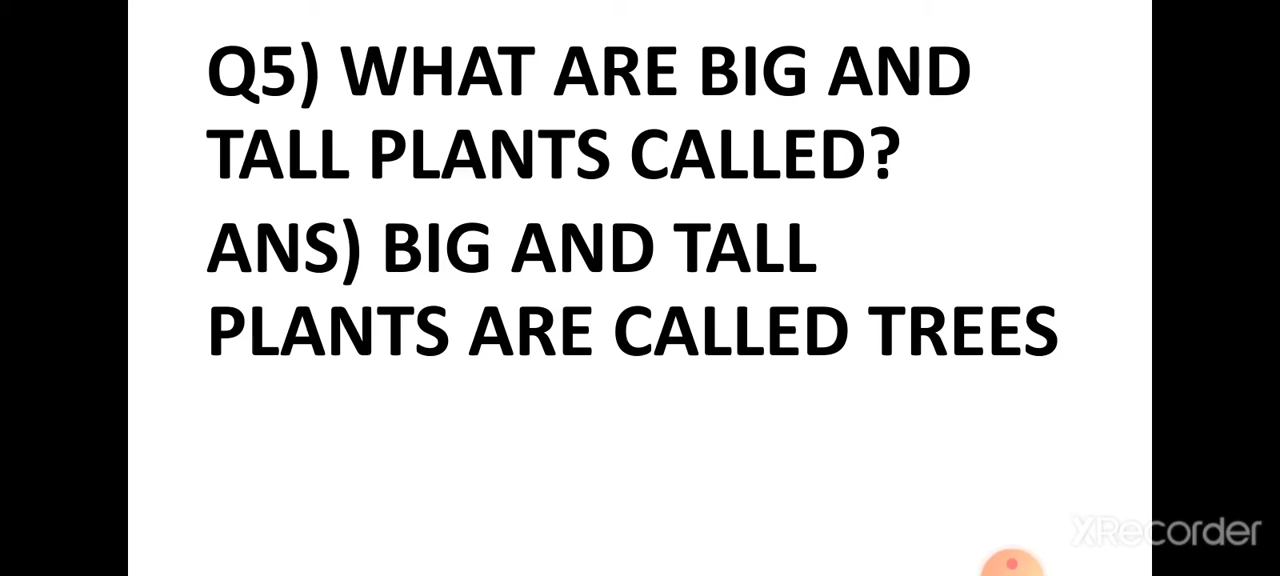 Q5) WHAT ARE BIG AND
TALL PLANTS CALLED?
ANS) BIG AND TALL
PLANTS ARE CALLED TREES
XRecorder